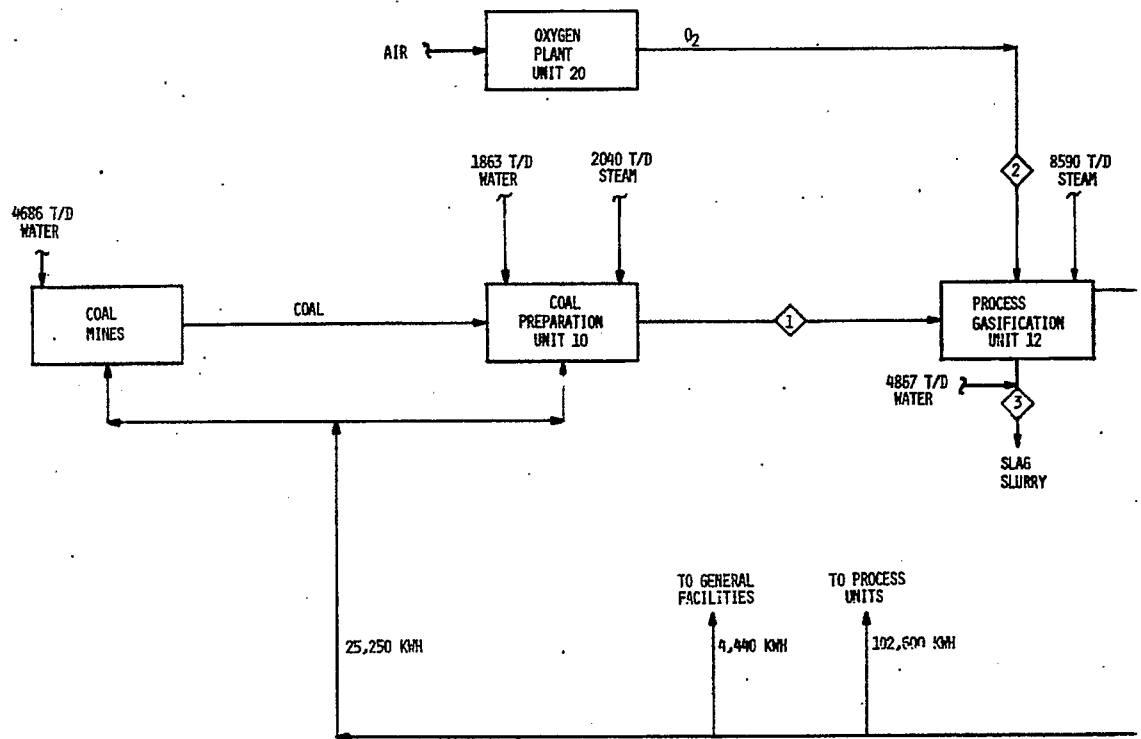 OXYGEN
PLANT
UNIT 20
AIR
O2
1863 T/D
WATER
2040 T/D
STEAM
2
8590 T/D
STEAM
4686 T/D
WATER
COAL
MINES
COAL
COAL
PREPARATION
UNIT 10
1
PROCESS
GASIFICATION
UNIT 12
4867 T/D
WATER
3
SLAG
SLURRY
TO GENERAL
FACILITIES
TO PROCESS
UNITS
25,250 KWH
4,440 KWH
102,600 KWH